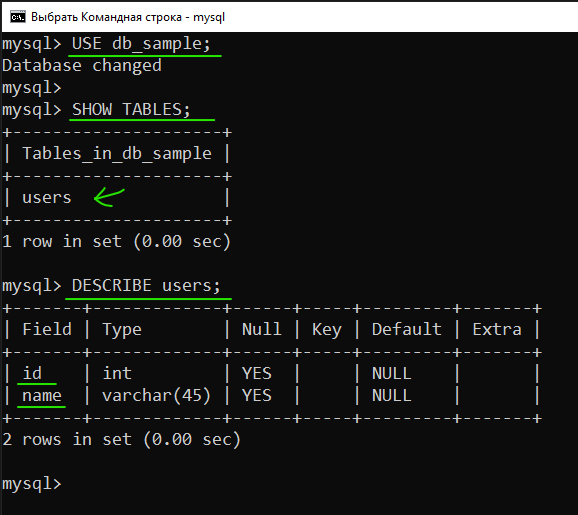 Выбрать Командная строка - mysql
mysql> USE db_sample;
Database changed
mysql>
mysql> SHOW TABLES;
+---------------------+
| Tables_in_db_sample |
+---------------------+
| users               |
+---------------------+
1 row in set (0.00 sec)
mysql> DESCRIBE users;
+-------+-------------+------+-----+---------+-------+
| Field | Type        | Null | Key | Default | Extra |
+-------+-------------+------+-----+---------+-------+
| id    | int         | YES  |     | NULL    |       |
| name  | varchar(45) | YES  |     | NULL    |       |
+-------+-------------+------+-----+---------+-------+
2 rows in set (0.00 sec)
mysql>